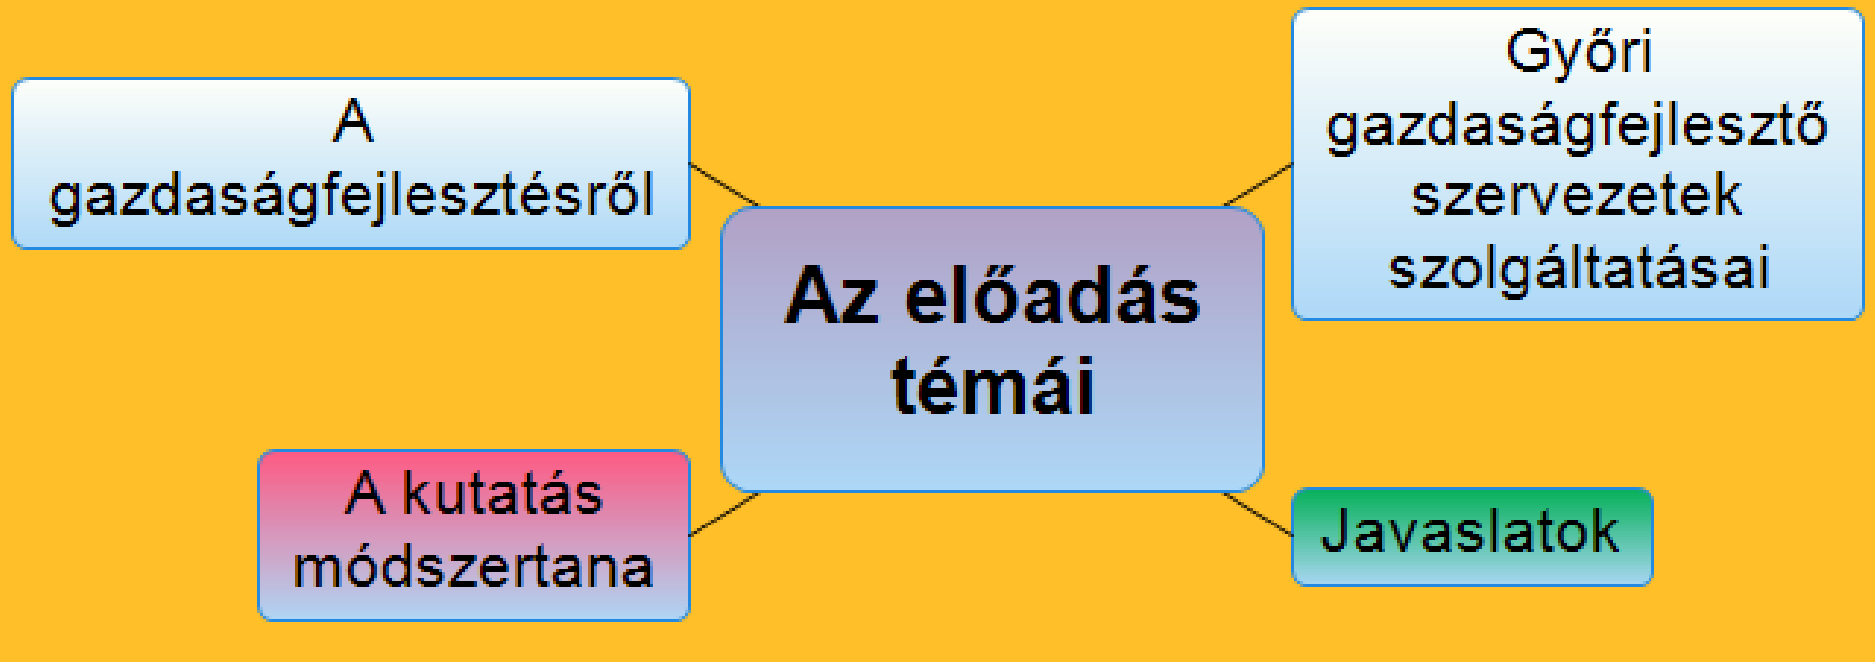 A
gazdaságfejlesztésről
Győri
gazdaságfejlesztő
szervezetek
szolgáltatásai
Az előadás
témái
A kutatás
módszertana
Javaslatok